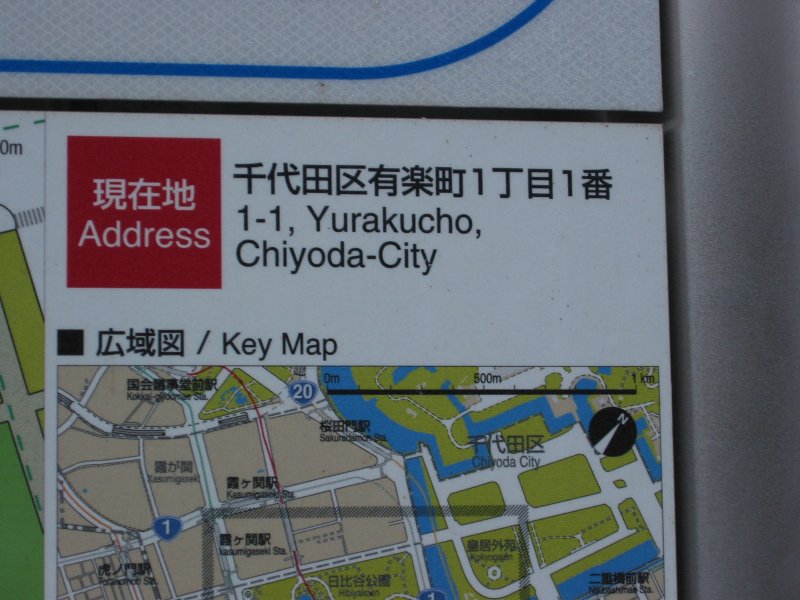 0m
現在地
Address
千代田区有楽町1丁目1番
1-1, Yurakucho,
Chiyoda-City
■ 広域図 / Key Map
0m 500m 1 km
20
N
国会議事堂前駅
Kokkai-gijidomae Sta.
桜田門駅
Sakuradamon Sta.
千代田区
Chiyoda City
霞が関
Kasumigaseki
霞ケ関駅
Kasumigaseki Sta.
1
霞ケ関駅
kasumigaseki Sta.
皇居外苑
Kokyogaien
虎ノ門駅
Toranomon Sta.
日比谷公園
Hibiyakoen
1
二重橋前駅
Nijubashimae Sta.